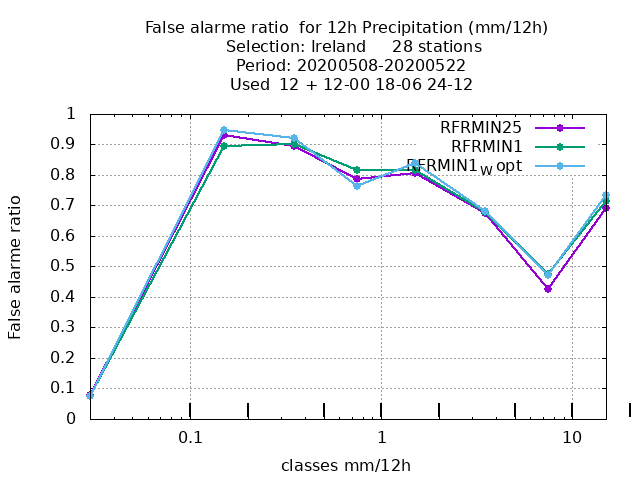 False alarme ratio  for 12h Precipitation (mm/12h)
Selection: Ireland     28 stations
Period: 20200508-20200522
Used  12 + 12-00 18-06 24-12
RFRMIN25
RFRMIN1
RFRMIN1W opt
1
0.9
0.8
0.7
0.6
0.5
0.4
0.3
0.2
0.1
0
False alarme ratio
0.1 1 10
classes mm/12h